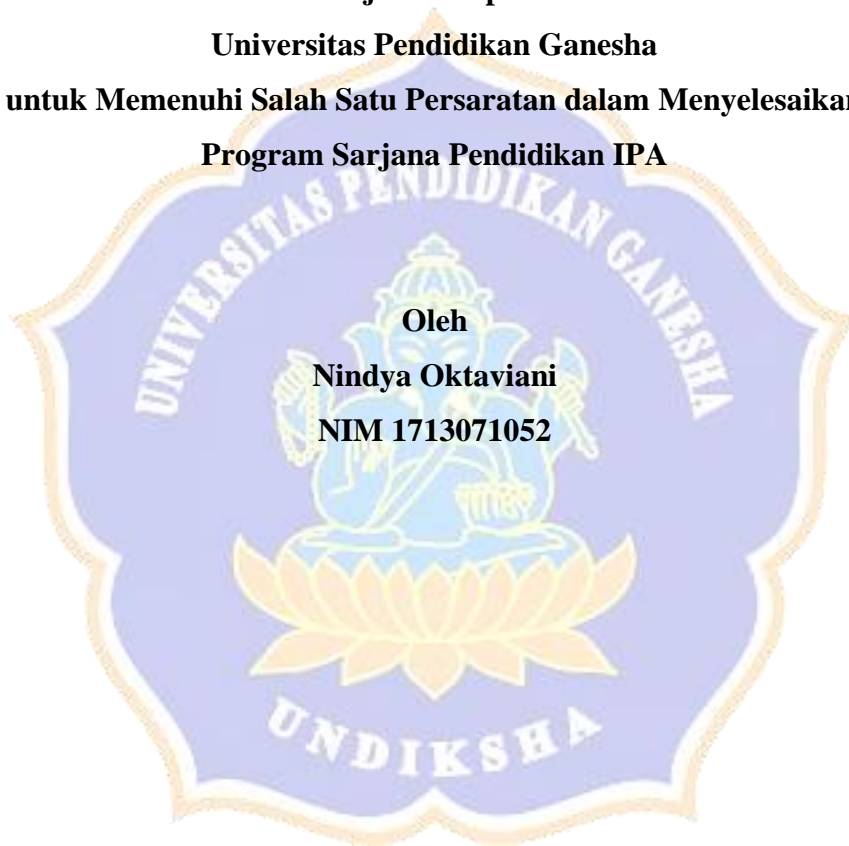 Universitas Pendidikan Ganesha
untuk Memenuhi Salah Satu Persaratan dalam Menyelesaikan
Program Sarjana Pendidikan IPA
UNIVERSITAS PENDIDIKAN GANESHA
Oleh
Nindya Oktaviani
NIM 1713071052
UNDIKSHA